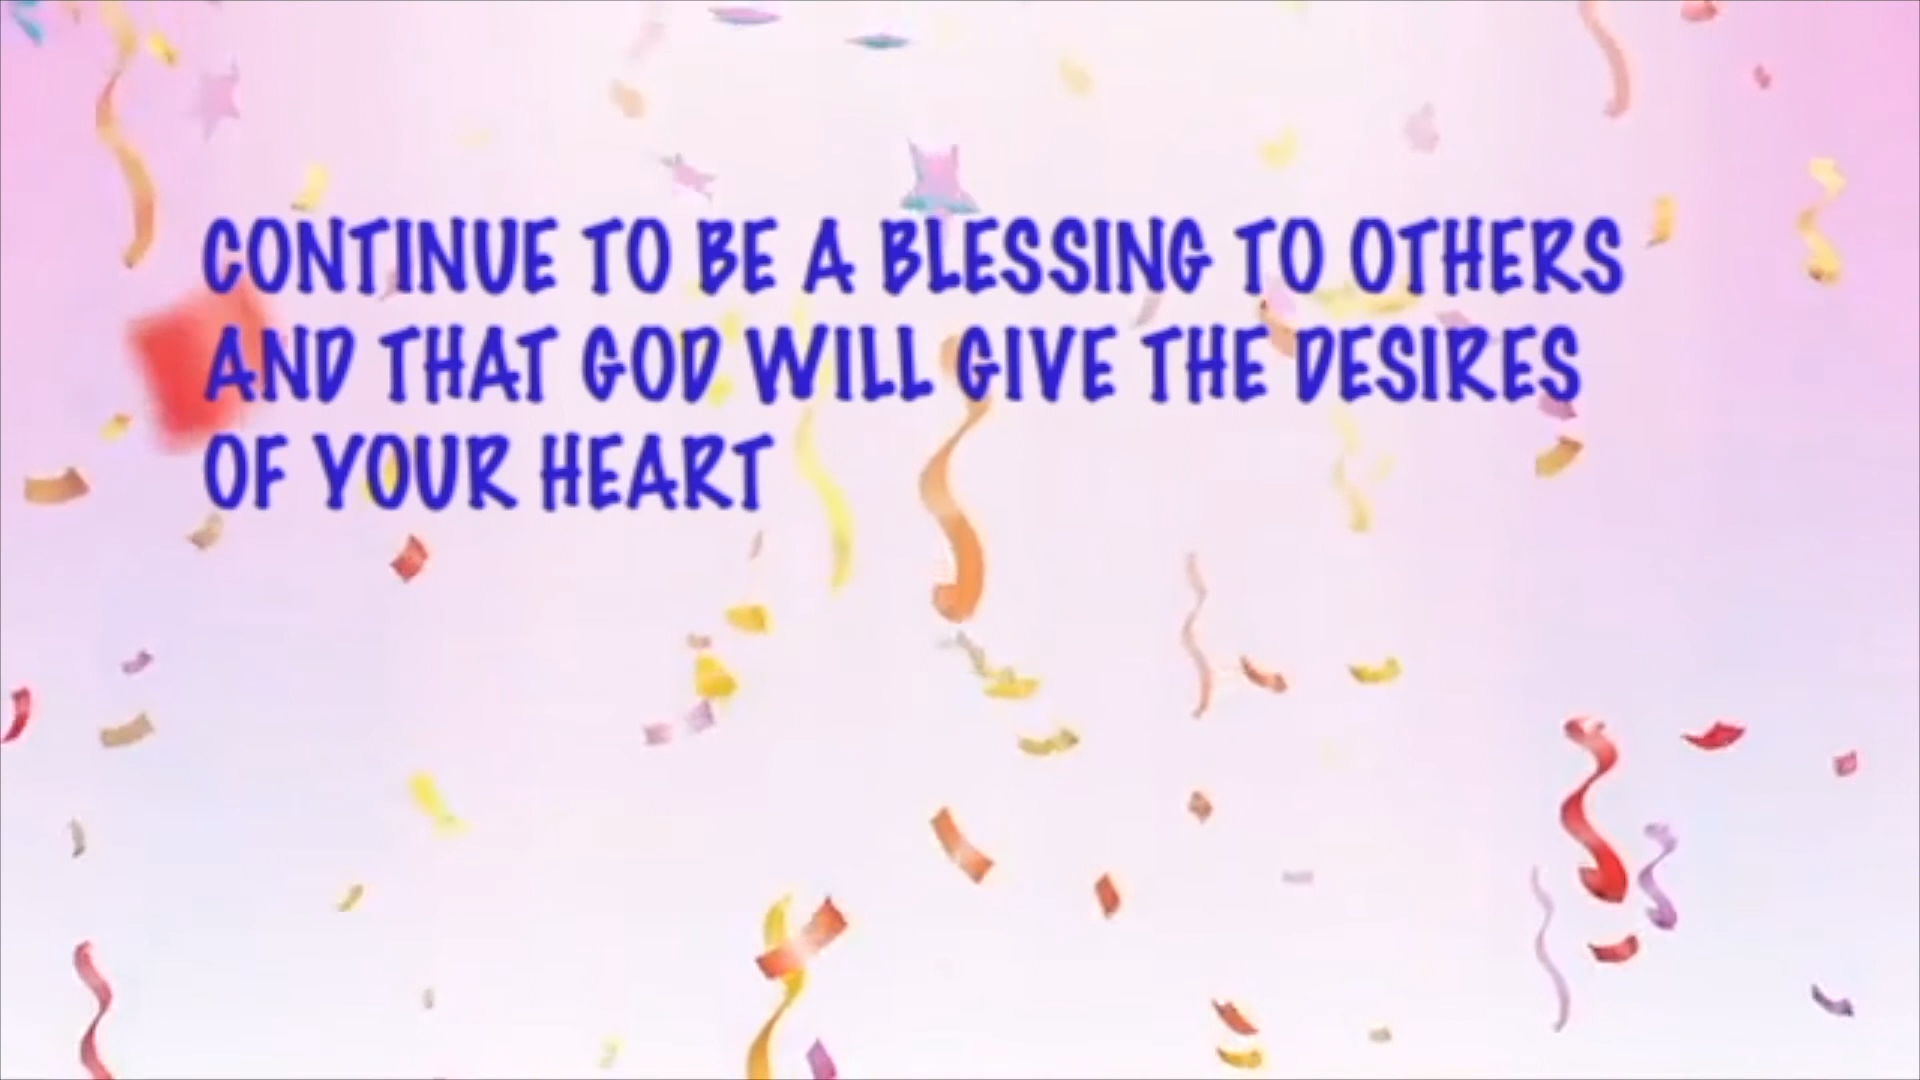 CONTINUE TO BE A BLESSING TO OTHERS
AND THAT GOD WILL GIVE THE DESIRES
OF YOUR HEART